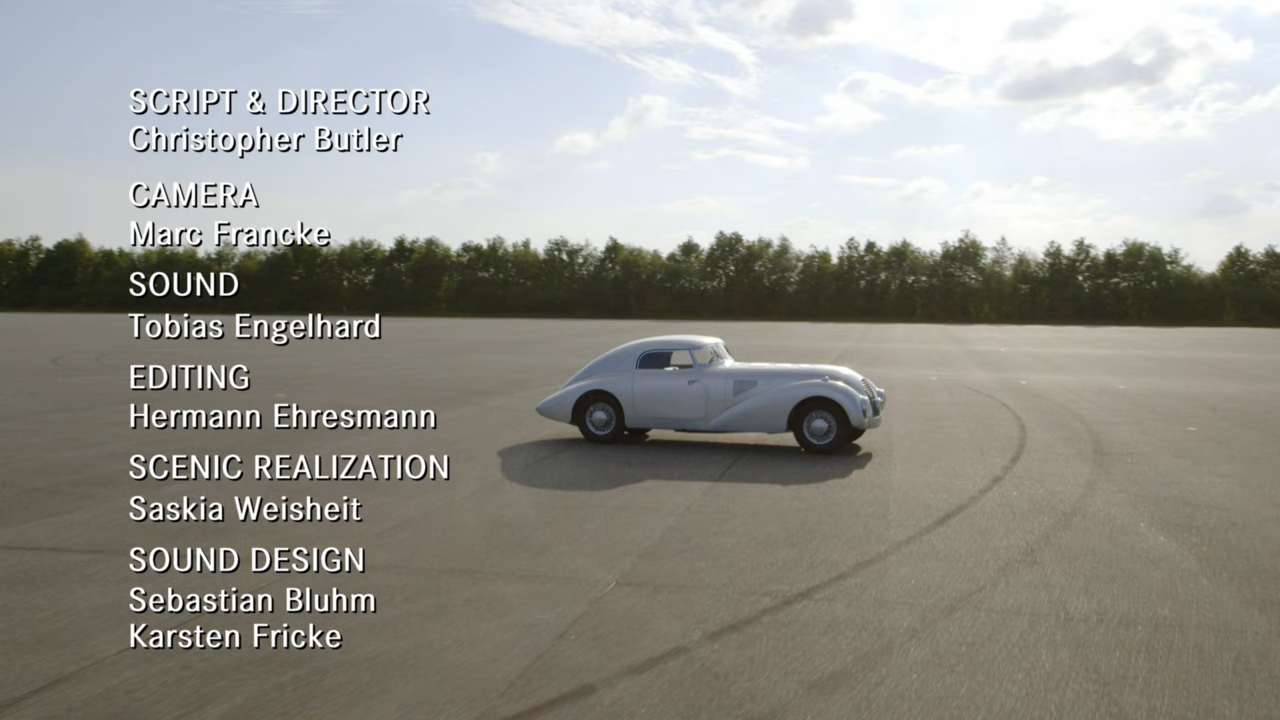 SCRIPT & DIRECTOR
Christopher Butler
CAMERA
Marc Francke
SOUND
Tobias Engelhard
EDITING
Hermann Ehresmann
SCENIC REALIZATION
Saskia Weisheit
SOUND DESIGN
Sebastian Bluhm
Karsten Fricke